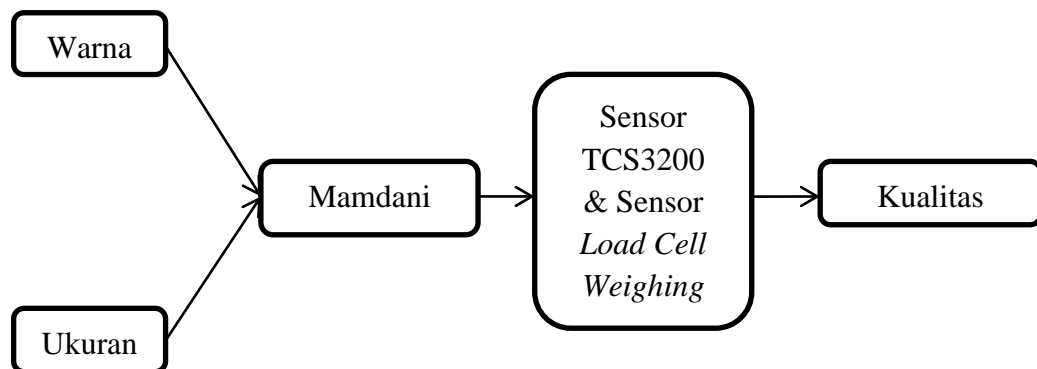 Warna
Ukuran
Mamdani
Sensor
TCS3200
& Sensor
Load Cell
Weighing
Kualitas